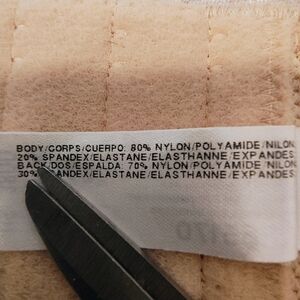 BODY/CORPS/CUERPO: 80% NYLON/POLYAMIDE/NILON
20% SPANDEX/ELASTANE/ELASTHANNE/EXPANDES
BACK/DOS/ESPALDA: 70% NYLON/POLYAMIDE/NILON
30% SPANDEX/ELASTANE/ELASTHANNE/EXPANDES